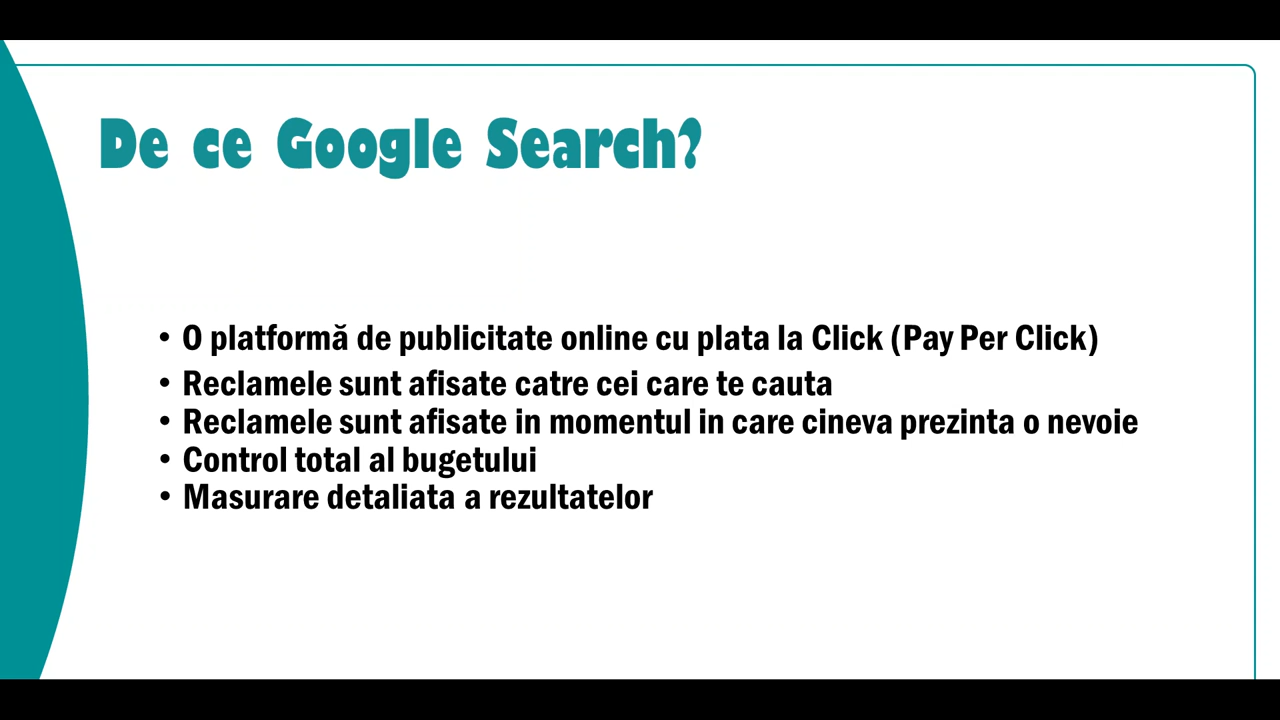 De ce Google Search?
• O platformă de publicitate online cu plata la Click (Pay Per Click)
• Reclamele sunt afisate catre cei care te cauta
• Reclamele sunt afisate in momentul in care cineva prezinta o nevoie
• Control total al bugetului
• Masurare detaliata a rezultatelor